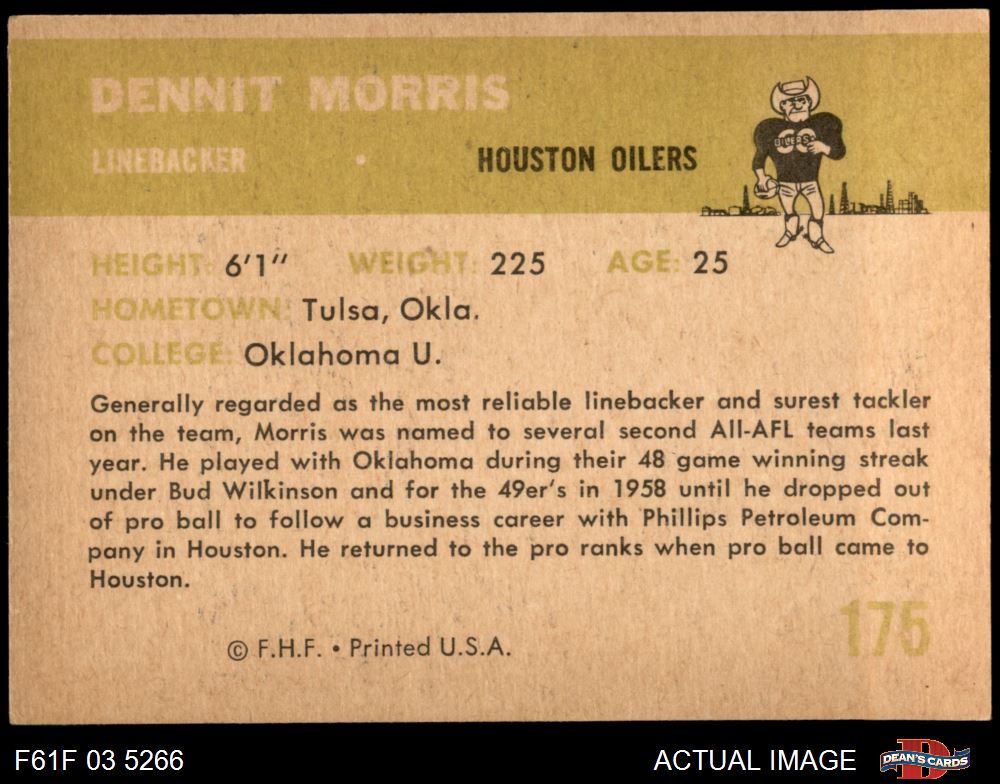 DENNIT MORRIS
LINEBACKER • HOUSTON OILERS
OILERS
HEIGHT: 6'1" WEIGHT: 225 AGE: 25
HOMETOWN: Tulsa, Okla.
COLLEGE: Oklahoma U.
Generally regarded as the most reliable linebacker and surest tackler
on the team, Morris was named to several second All-AFL teams last
year. He played with Oklahoma during their 48 game winning streak
under Bud Wilkinson and for the 49er's in 1958 until he dropped out
of pro ball to follow a business career with Phillips Petroleum Com-
pany in Houston. He returned to the pro ranks when pro ball came to
Houston.
175
© F.H.F. • Printed U.S.A.
F61F 03 5266 ACTUAL IMAGE D DEAN'S CARDS